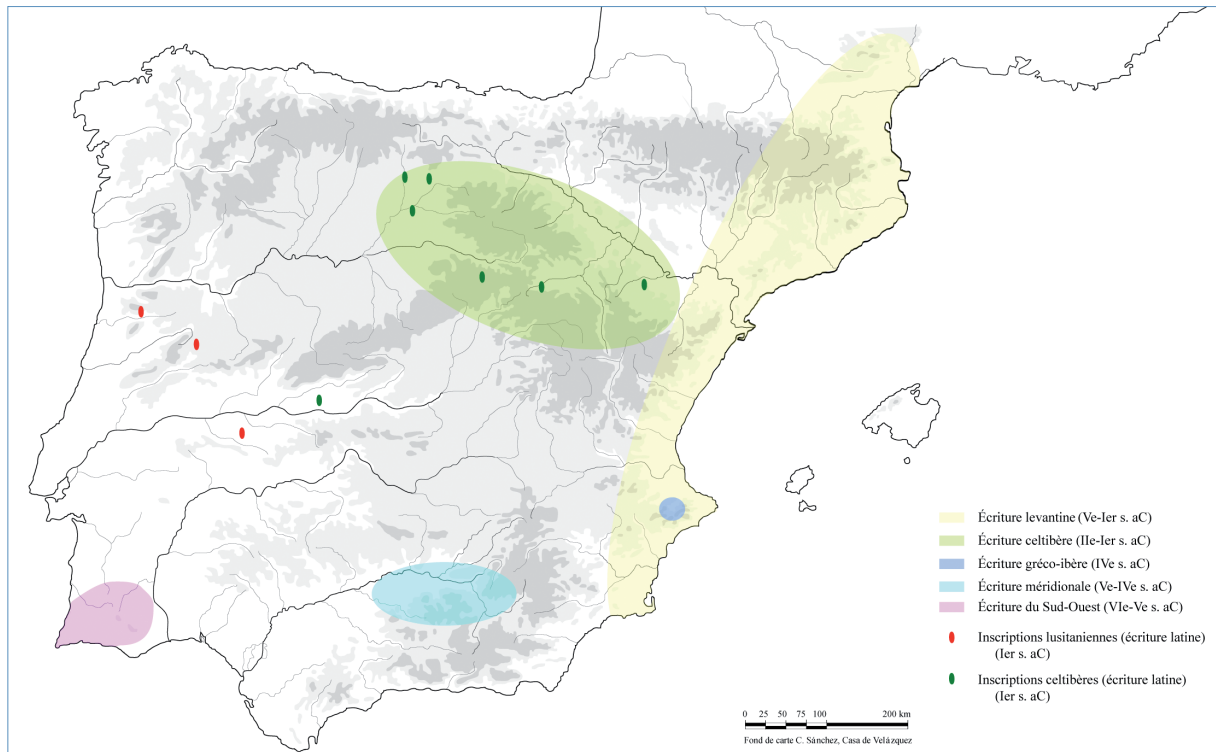 Écriture levantine (Ve-Ier s. aC)
Écriture celtibère (IIe-Ier s. aC)
Écriture gréco-ibère (IVe s. aC)
Écriture méridionale (Ve-IVe s. aC)
Écriture du Sud-Ouest (VIe-Ve s. aC)
Inscriptions lusitaniennes (écriture latine)
(Ier s. aC)
Inscriptions celtibères (écriture latine)
(Ier s. aC)
0 25 50 75 100 200 km
Fond de carte C. Sánchez, Casa de Velázquez